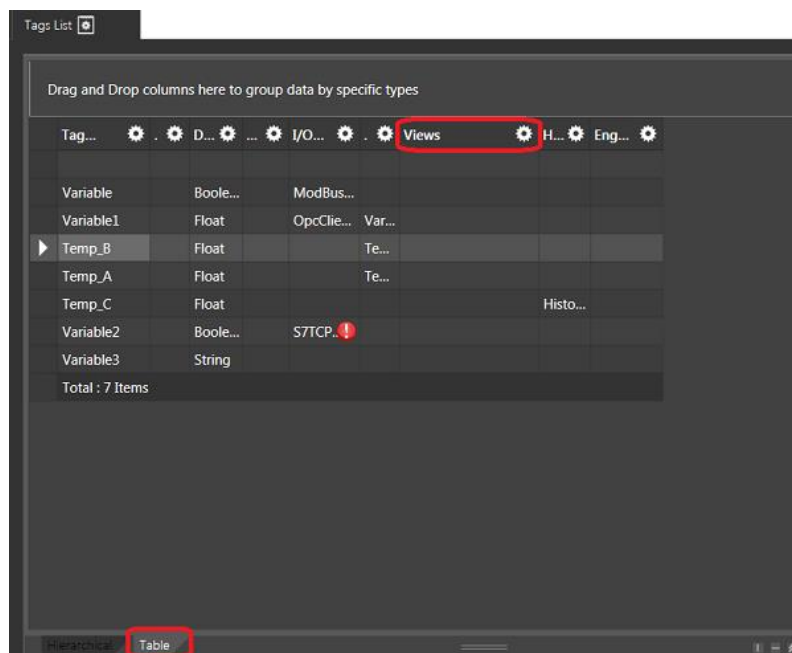 Tags List
Drag and Drop columns here to group data by specific types
Tag... . D... ... I/O... . Views H... Eng...
Variable Boole... ModBus...
Variable1 Float OpcClie... Var...
Temp_B Float Te...
Temp_A Float Te...
Temp_C Float Histo...
Variable2 Boole... S7TCP..
Variable3 String
Total : 7 Items
Hierarchical Table